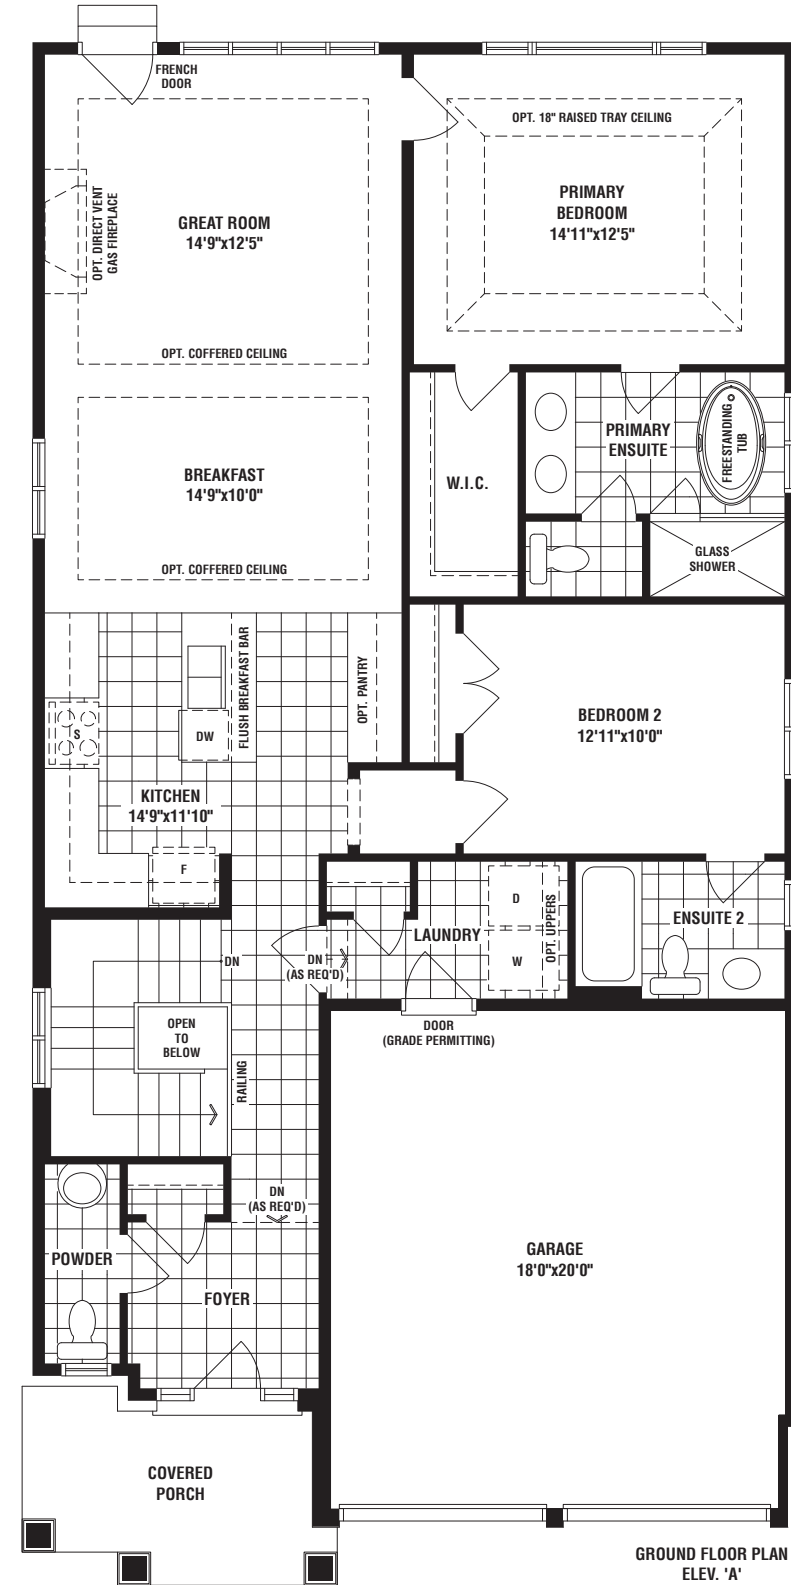 FRENCH
DOOR
OPT. 18" RAISED TRAY CEILING
OPT. DIRECT VENT
GAS FIREPLACE
GREAT ROOM
14'9"x12'5"
PRIMARY
BEDROOM
14'11"x12'5"
OPT. COFFERED CEILING
BREAKFAST
14'9"x10'0"
OPT. COFFERED CEILING
W.I.C.
PRIMARY
ENSUITE
FREESTANDING
TUB
GLASS
SHOWER
FLUSH BREAKFAST BAR
OPT. PANTRY
S
DW
KITCHEN
14'9"x11'10"
F
BEDROOM 2
12'11"x10'0"
LAUNDRY
D
W
OPT. UPPERS
ENSUITE 2
DN
DN
(AS REQ'D)
OPEN
TO
BELOW
RAILING
DOOR
(GRADE PERMITTING)
DN
(AS REQ'D)
POWDER
FOYER
GARAGE
18'0"x20'0"
COVERED
PORCH
GROUND FLOOR PLAN
ELEV. 'A'